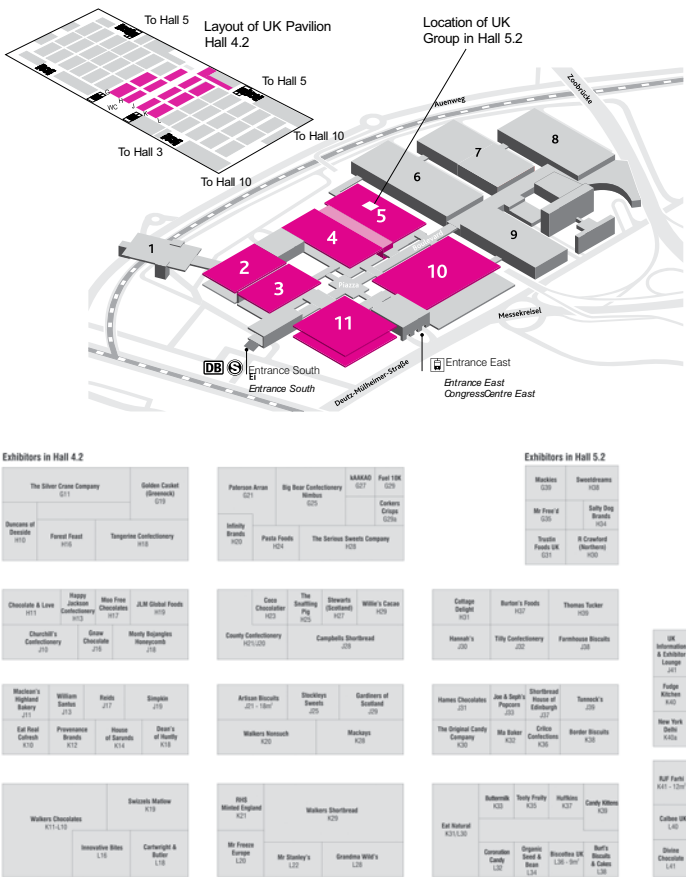 To Hall 5
Layout of UK Pavilion
Hall 4.2
Location of UK
Group in Hall 5.2
To Hall 5
To Hall 10
To Hall 3
To Hall 10
G
H
WC
J
K
L
Auenweg
Zoobrücke
1
2
3
4
5
6
7
8
9
10
11
Boulevard
Piazza
Messekreisel
Deutz-Mülheimer-Straße
DB
S
Entrance South
Ei
Entrance South
Entrance East
Entrance East
CongressCentre East
Exhibitors in Hall 4.2
The Silver Crane Company
G11
Golden Casket
(Greenock)
G19
Duncans of
Deeside
H10
Forest Feast
H16
Tangerine Confectionery
H18
Paterson Arran
G21
Big Bear Confectionery
Nimbus
G25
kAAKAO
G27
Fuel 10K
G29
Corkers
Crisps
G29a
Infinity
Brands
H20
Pasta Foods
H24
The Serious Sweets Company
H28
Exhibitors in Hall 5.2
Mackies
G39
Sweetdreams
H38
Mr Free'd
G35
Salty Dog
Brands
H34
Truzlin
Foods UK
G31
R Crawford
(Northern)
H30
Chocolate & Love
H11
Happy
Jackson
Confectionery
H13
Moo Free
Chocolates
H17
JLM Global Foods
H19
Churchill's
Confectionery
J10
Gnaw
Chocolate
J16
Monty Bojangles
Honeycomb
J18
Coco
Chocolatier
H23
The
Snaffling
Pig
H25
Stewarts
(Scotland)
H27
Willie's Cacao
H29
County Confectionery
H21/J20
Campbells Shortbread
J28
Cottage
Delight
H31
Burton's Foods
H37
Thomas Tucker
H39
Hannah's
J30
Tilly Confectionery
J32
Farmhouse Biscuits
J38
UK
Information
& Exhibitor
Lounge
J41
Fudge
Kitchen
K40
New York
Delhi
K40a
Maclean's
Highland
Bakery
J11
William
Santus
J13
Reids
J17
Simpkin
J19
Eat Real
Cofresh
K10
Provenance
Brands
K12
House
of Sarunds
K14
Dean's
of Huntly
K18
Artisan Biscuits
J21 - 18m²
Stockleys
Sweets
J25
Gardiners of
Scotland
J29
Walkers Nonsuch
K20
Mackays
K28
Hames Chocolates
J31
Joe & Seph's
Popcorn
J33
Shortbread
House of
Edinburgh
J37
Tunnock's
J39
The Original Candy
Company
K30
Ma Baker
K32
Critico
Confections
K36
Border Biscuits
K38
Walkers Chocolates
K11-L10
Swizzels Matlow
K19
Innovative Bites
L16
Cartwright &
Butler
L18
RHS
Minted England
K21
Walkers Shortbread
K29
Mr Freeze
Europe
L20
Mr Stanley's
L22
Grandma Wild's
L28
Eat Natural
K31/L30
Buttermilk
K33
Tooty Fruity
K35
Huffkins
K37
Candy Kittens
K39
Coronation
Candy
L32
Organic
Seed &
Bean
L34
Biscottea UK
L36 - 9m²
Burt's
Biscuits
& Cakes
L38
RJF Farhi
K41 - 12m²
Calbee UK
L40
Divine
Chocolate
L41